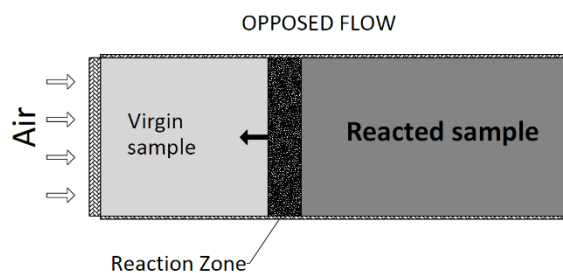 OPPOSED FLOW
Air
Virgin
sample
Reacted sample
Reaction Zone